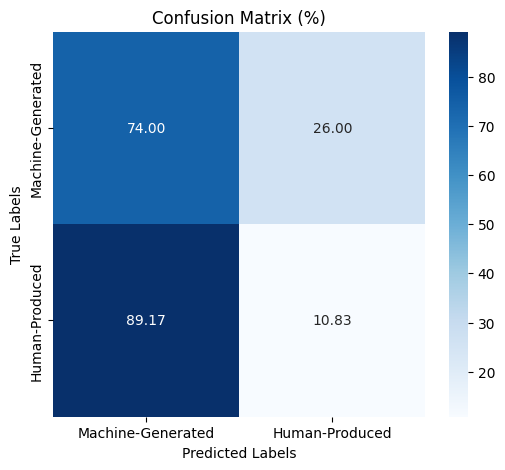 Confusion Matrix (%)
True Labels
Machine-Generated
Human-Produced
74.00 26.00
89.17 10.83
Machine-Generated Human-Produced
Predicted Labels
80
70
60
50
40
30
20